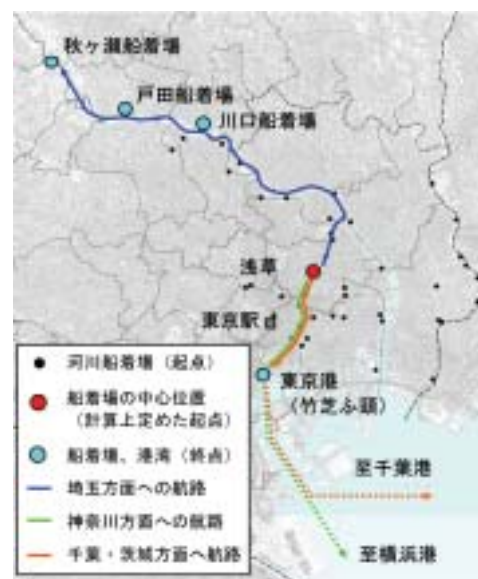 秋ヶ瀬船着場
戸田船着場
川口船着場
浅草
東京駅
東京港
(竹芝ふ頭)
至千葉港
至横浜港
河川船着場(起点)
船着場の中心位置
(計算上定めた起点)
船着場、港湾(終点)
埼玉方面への航路
神奈川方面への航路
千葉・茨城方面へ航路